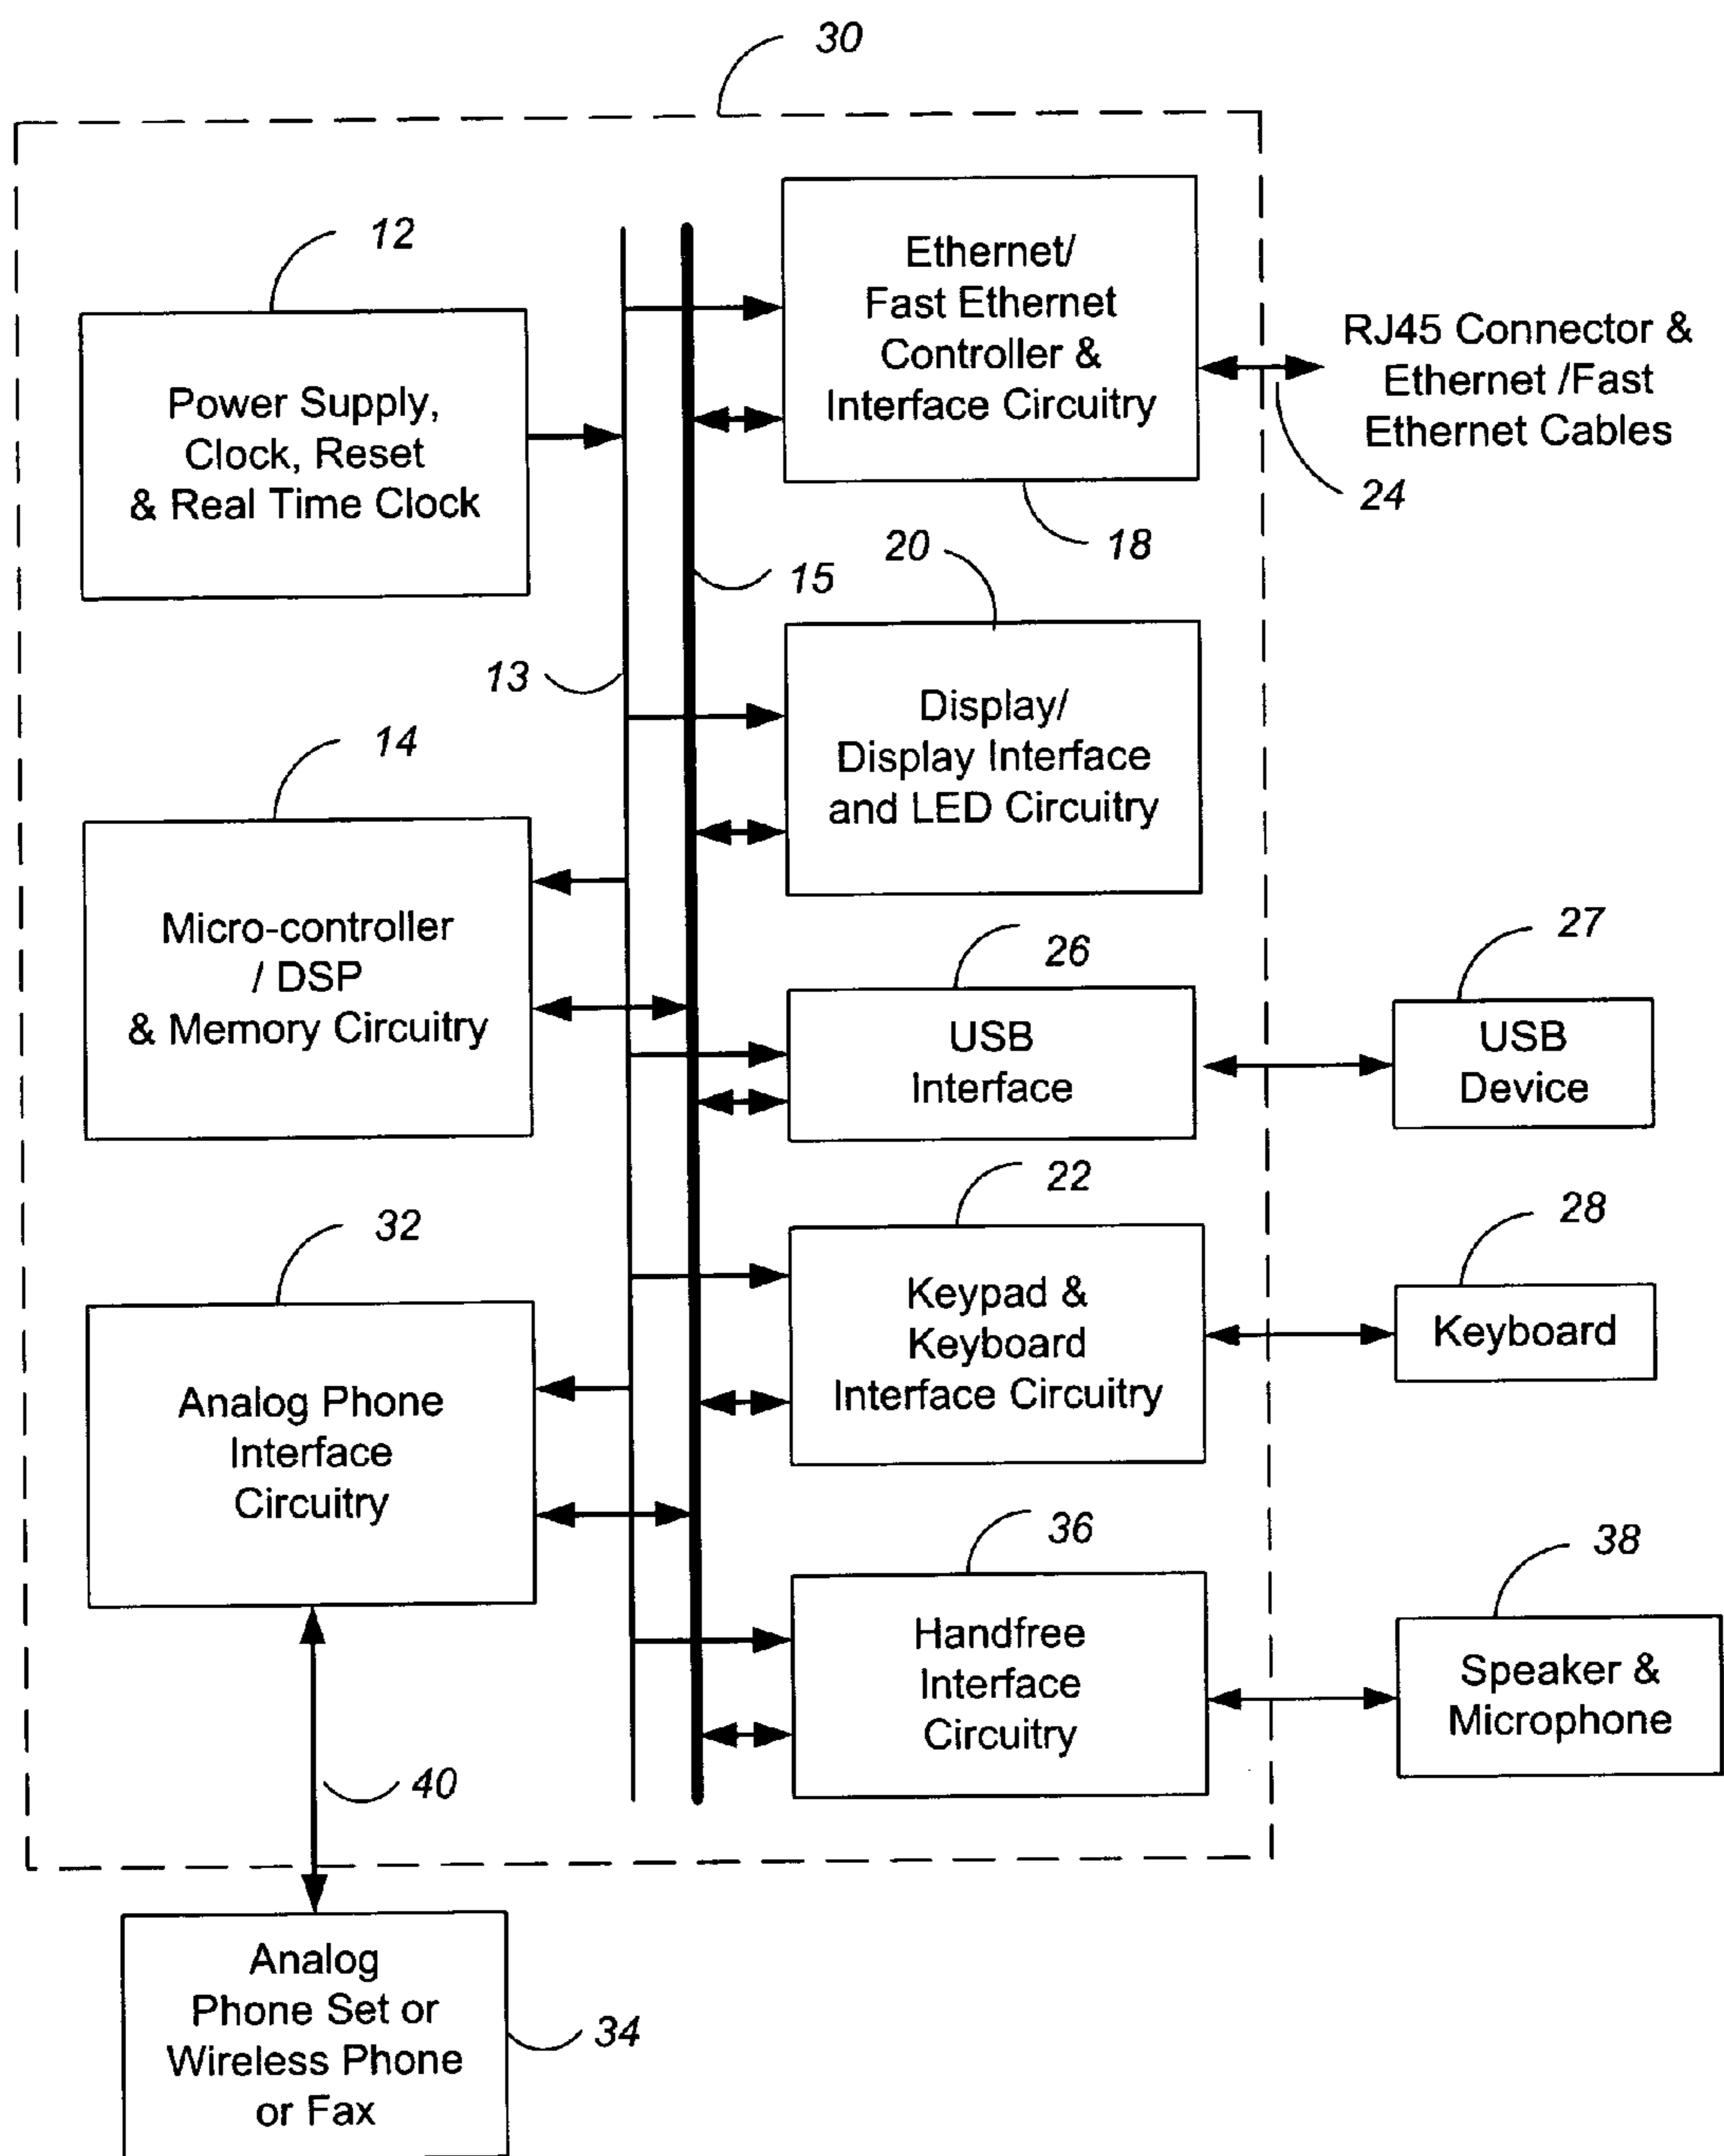 30
12
Power Supply,
Clock, Reset
& Real Time Clock
Ethernet/
Fast Ethernet
Controller &
Interface Circuitry
18
RJ45 Connector &
Ethernet /Fast
Ethernet Cables
24
15
13
20
Display/
Display Interface
and LED Circuitry
14
Micro-controller
/ DSP
& Memory Circuitry
26
USB
Interface
27
USB
Device
22
Keypad &
Keyboard
Interface Circuitry
28
Keyboard
32
Analog Phone
Interface
Circuitry
36
Handfree
Interface
Circuitry
38
Speaker &
Microphone
40
Analog
Phone Set or
Wireless Phone
or Fax
34